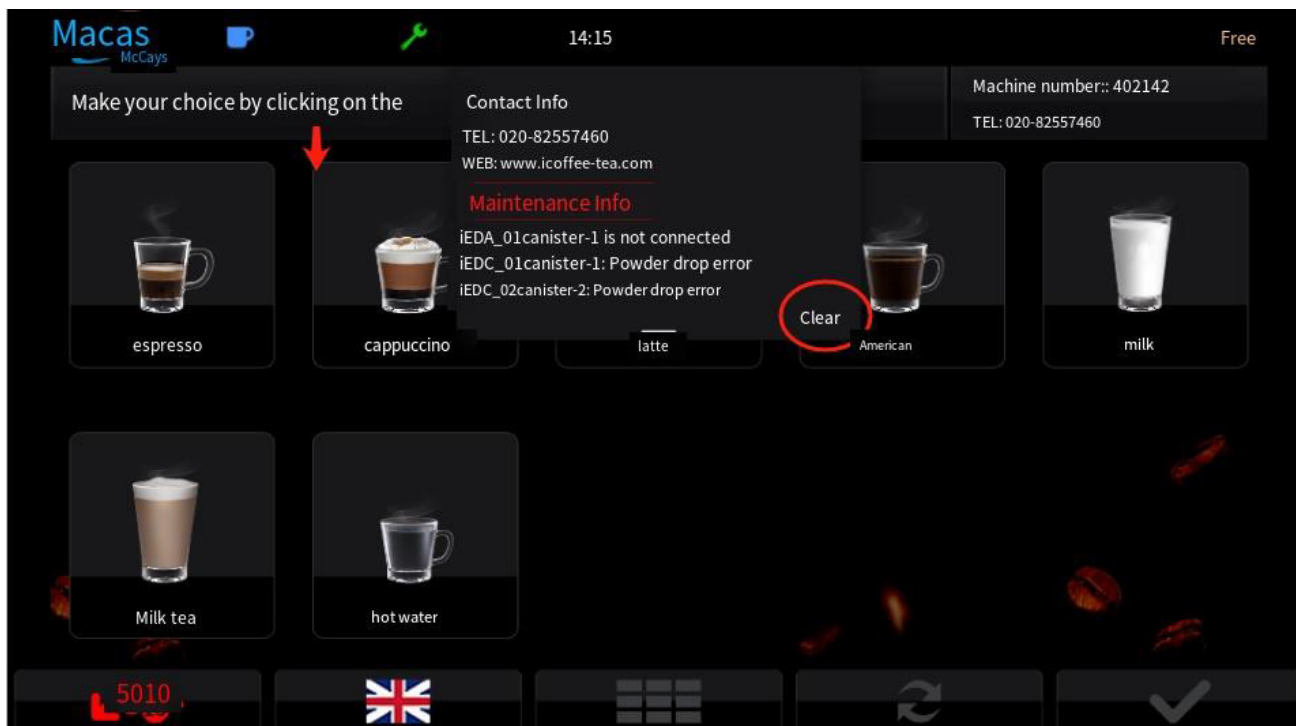 Macas
McCays
14:15
Free
Make your choice by clicking on the
Contact Info
TEL: 020-82557460
WEB: www.icoffee-tea.com
Maintenance Info
iEDA_01canister-1 is not connected
iEDC_01canister-1: Powder drop error
iEDC_02canister-2: Powder drop error
Clear
Machine number:: 402142
TEL: 020-82557460
espresso
cappuccino
latte
American
milk
Milk tea
hot water
5010